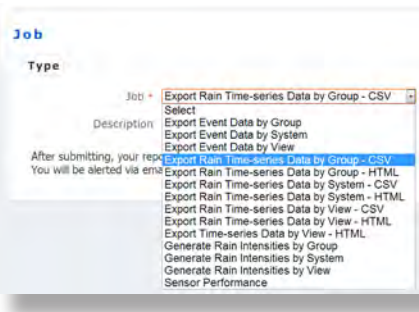 Job
Type
Job * Export Rain Time-series Data by Group - CSV
Description
Select
Export Event Data by Group
Export Event Data by System
Export Event Data by View
Export Rain Time-series Data by Group - CSV
Export Rain Time-series Data by Group - HTML
Export Rain Time-series Data by System - CSV
Export Rain Time-series Data by System - HTML
Export Rain Time-series Data by View - CSV
Export Rain Time-series Data by View - HTML
Export Time-series Data by View - HTML
Generate Rain Intensities by Group
Generate Rain Intensities by System
Generate Rain Intensities by View
Sensor Performance
After submitting, your repo
You will be alerted via ema